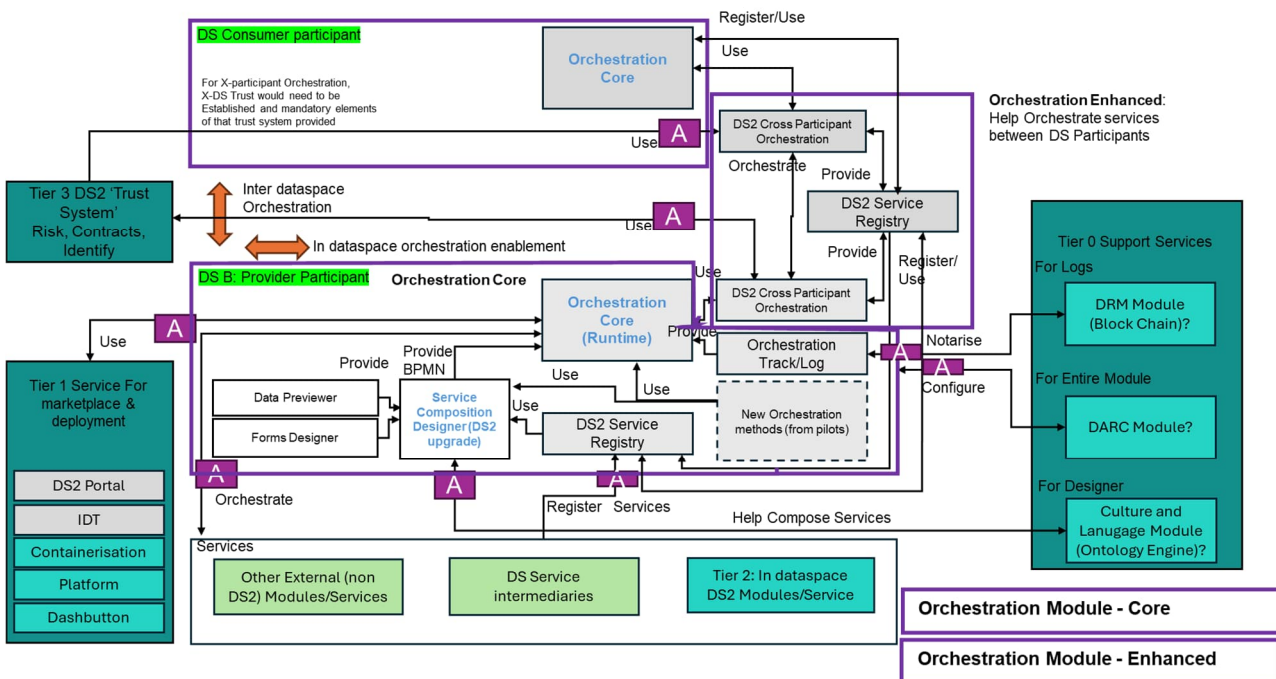 DS Consumer participant
Register/Use
Use
Orchestration
Core
For X-participant Orchestration,
X-DS Trust would need to be
Established and mandatory elements
of that trust system provided
Orchestration Enhanced:
Help Orchestrate services
between DS Participants
Use
A
DS2 Cross Participant
Orchestration
Orchestrate
Provide
Tier 3 DS2 ‘Trust
System’
Risk, Contracts,
Identify
Inter dataspace
Orchestration
Use
A
DS2 Service
Registry
In dataspace orchestration enablement
Provide
Register/
Use
Tier 0 Support Services
For Logs
DS B: Provider Participant
Orchestration Core
Use
DS2 Cross Participant
Orchestration
Orchestration
Core
(Runtime)
DRM Module
(Block Chain)?
A
Use
Provide
Orchestration
Track/Log
A
Notarise
A
Configure
Provide
Provide
BPMN
Tier 1 Service For
marketplace &
deployment
For Entire Module
Use
Use
Data Previewer
Service
Composition
Designer (DS2
upgrade)
Use
New Orchestration
methods (from pilots)
DARC Module?
Forms Designer
DS2 Service
Registry
A
Orchestrate
A
A
Register
Services
For Designer
DS2 Portal
IDT
Containerisation
Platform
Dashbutton
Help Compose Services
Culture and
Lanugage Module
(Ontology Engine)?
Services
Other External (non
DS2) Modules/Services
DS Service
intermediaries
Tier 2: In dataspace
DS2 Modules/Service
Orchestration Module - Core
Orchestration Module - Enhanced